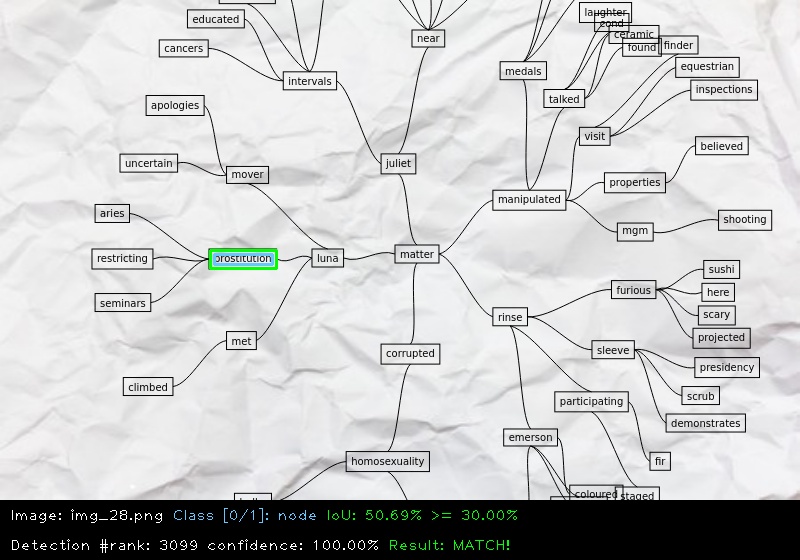 laughter
cond
educated
ceramic
near
found
finder
cancers
equestrian
medals
intervals
inspections
talked
apologies
visit
believed
uncertain
juliet
mover
properties
manipulated
aries
shooting
mgm
matter
restricting
prostitution
luna
sushi
furious
here
seminars
scary
rinse
projected
met
sleeve
corrupted
presidency
climbed
scrub
participating
demonstrates
emerson
homosexuality
fir
coloured
staged
Image: img_28.png Class [0/1]: node IoU: 50.69% >= 30.00%
Detection #rank: 3099 confidence: 100.00% Result: MATCH!